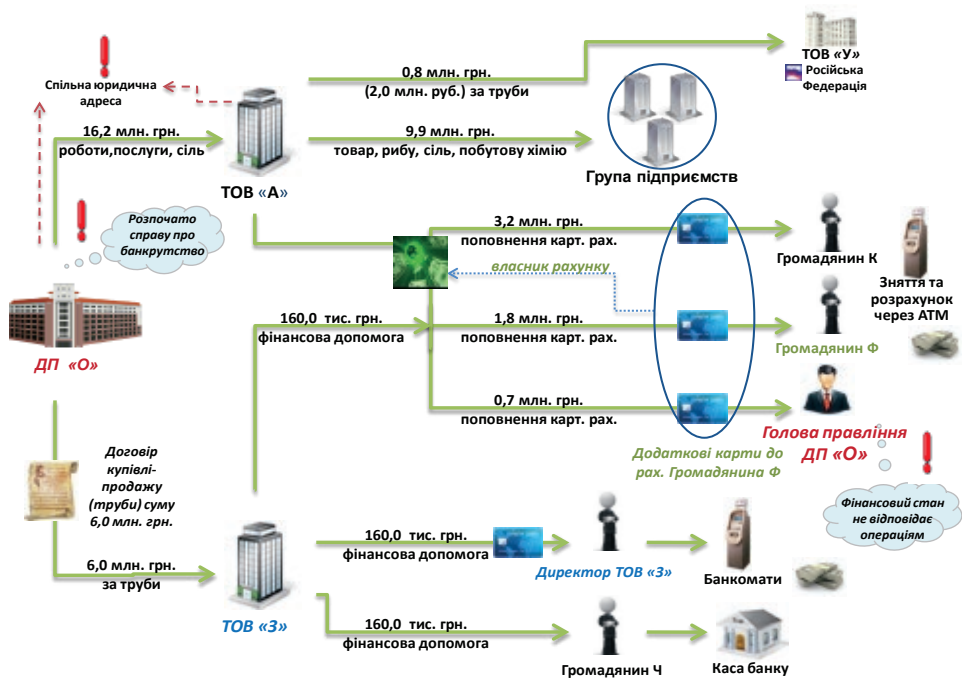 ТОВ «У»
Російська
Федерація
Спільна юридична
адреса
0,8 млн. грн.
(2,0 млн. руб.) за труби
16,2 млн. грн.
роботи,послуги, сіль
9,9 млн. грн.
товар, рибу, сіль, побутову хімію
ТОВ «А»
Група підприємств
Розпочато
справу про
банкрутство
3,2 млн. грн.
поповнення карт. рах.
власник рахунку
Громадянин К
Зняття та
розрахунок
через АТМ
160,0 тис. грн.
фінансова допомога
1,8 млн. грн.
поповнення карт. рах.
Громадянин Ф
ДП «О»
0,7 млн. грн.
поповнення карт. рах.
Голова правління
ДП «О»
Додаткові карти до
рах. Громадянина Ф
Договір
купівлі-
продажу
(труби) суму
6,0 млн. грн.
Фінансовий стан
не відповідає
операціям
160,0 тис. грн.
фінансова допомога
Директор ТОВ «З»
Банкомати
6,0 млн. грн.
за труби
ТОВ «З»
160,0 тис. грн.
фінансова допомога
Громадянин Ч
Каса банку